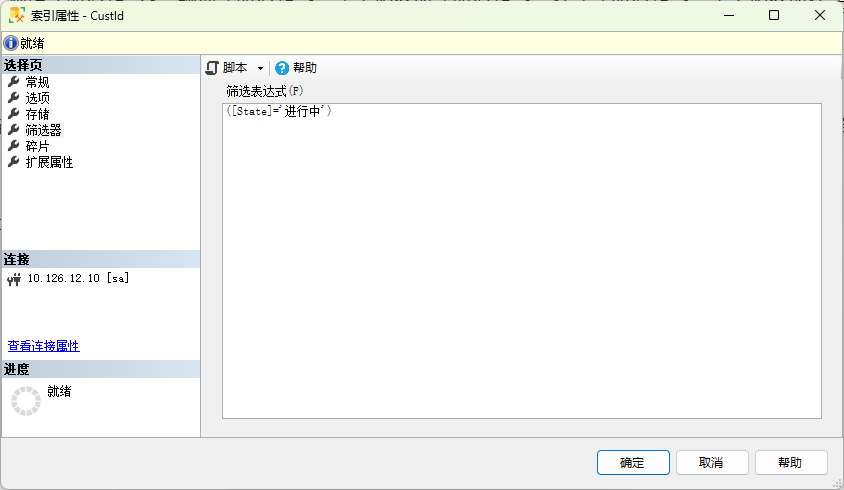 索引属性 - CustId
就绪
选择页
常规
选项
存储
筛选器
碎片
扩展属性
连接
10.126.12.10 [sa]
查看连接属性
进度
就绪
脚本
帮助
筛选表达式(F)
([State]='进行中')
确定
取消
帮助